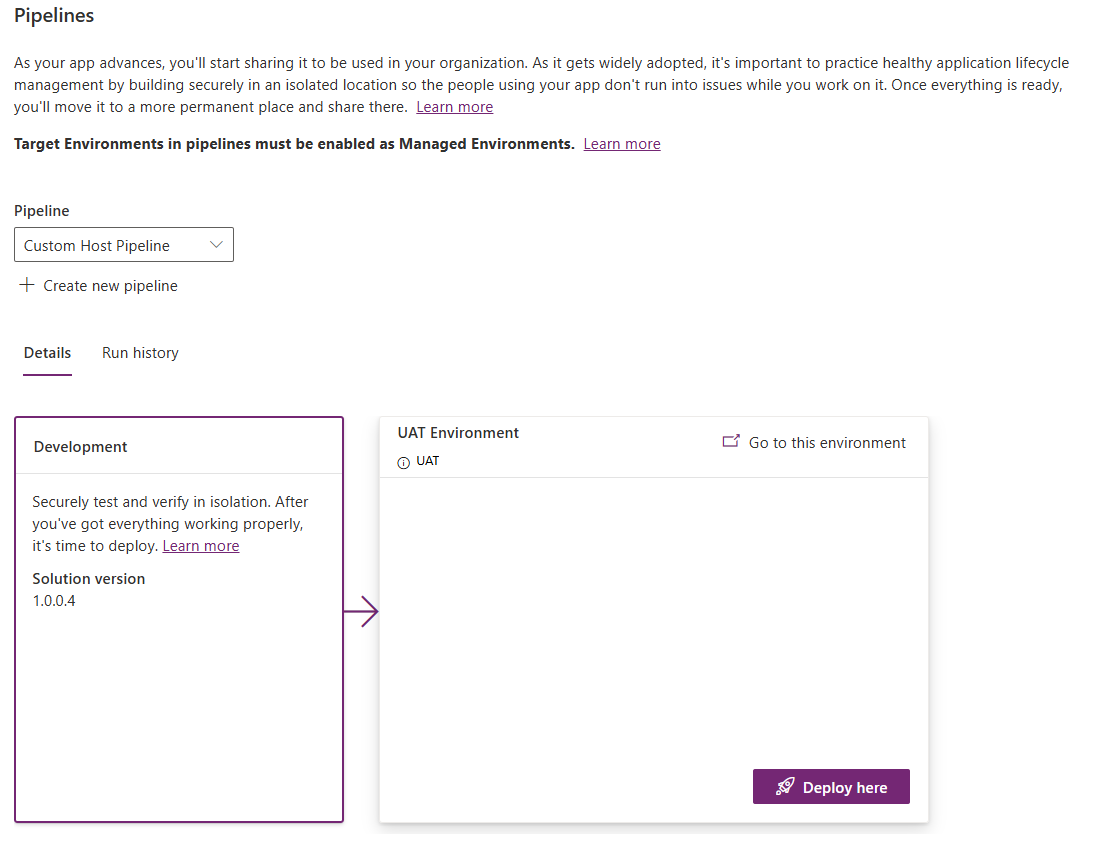 Pipelines
As your app advances, you'll start sharing it to be used in your organization. As it gets widely adopted, it's important to practice healthy application lifecycle
management by building securely in an isolated location so the people using your app don't run into issues while you work on it. Once everything is ready,
you'll move it to a more permanent place and share there. Learn more
Target Environments in pipelines must be enabled as Managed Environments. Learn more
Pipeline
Custom Host Pipeline
Create new pipeline
Details Run history
Development
Securely test and verify in isolation. After
you've got everything working properly,
it's time to deploy. Learn more
Solution version
1.0.0.4
UAT Environment
UAT
Go to this environment
Deploy here